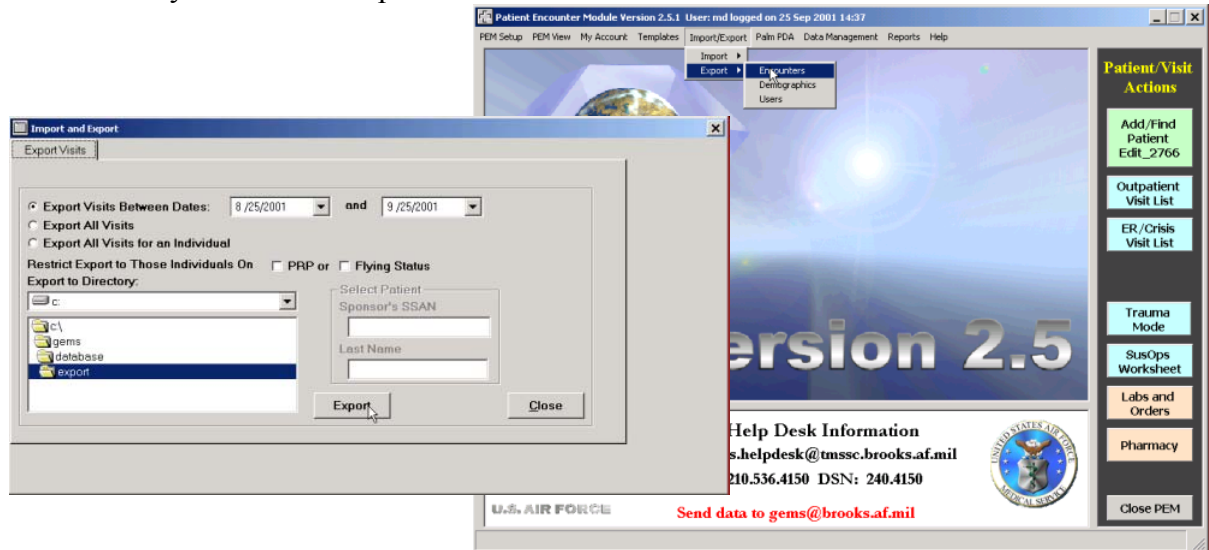 Patient Encounter Module Version 2.5.1 User: md logged on 25 Sep 2001 14:37
PEM Setup PEM View My Account Templates Import/Export Palm PDA Data Management Reports Help
Import
Export
Encounters
Demographics
Users
Patient/Visit
Actions
Add/Find
Patient
Edit_2766
Outpatient
Visit List
ER/Crisis
Visit List
Trauma
Mode
SusOps
Worksheet
Labs and
Orders
Pharmacy
Close PEM
Import and Export
Export Visits
Export Visits Between Dates: 8 /25/2001 and 9 /25/2001
Export All Visits
Export All Visits for an Individual
Restrict Export to Those Individuals On PRP or Flying Status
Export to Directory:
c:
c:\
gems
database
export
Select Patient
Sponsor's SSAN
Last Name
Export
Close
ersion 2.5
Help Desk Information
s.helpdesk@tmssc.brooks.af.mil
210.536.4150 DSN: 240.4150
U.S. AIR FORCE
Send data to gems@brooks.af.mil